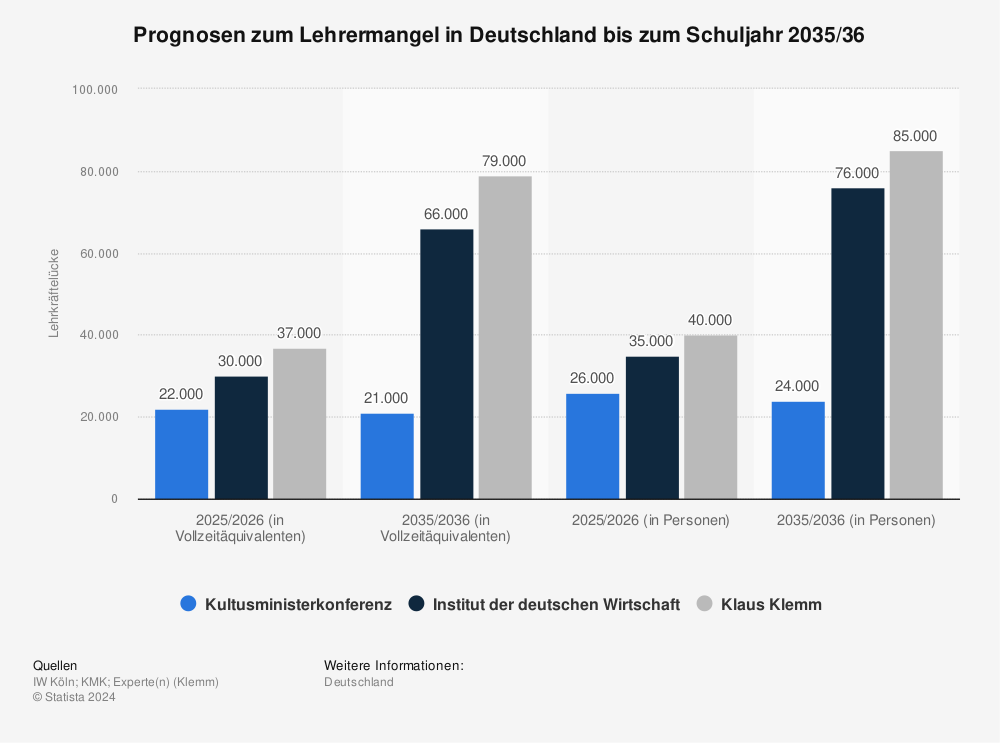 Prognosen zum Lehrermangel in Deutschland bis zum Schuljahr 2035/36
Lehrkräftelücke
100.000
80.000
60.000
40.000
20.000
0
22.000
30.000
37.000
21.000
66.000
79.000
26.000
35.000
40.000
24.000
76.000
85.000
2025/2026 (in
Vollzeitäquivalenten)
2035/2036 (in
Vollzeitäquivalenten)
2025/2026 (in Personen)
2035/2036 (in Personen)
Kultusministerkonferenz
Institut der deutschen Wirtschaft
Klaus Klemm
Quellen
IW Köln; KMK; Experte(n) (Klemm)
© Statista 2024
Weitere Informationen:
Deutschland